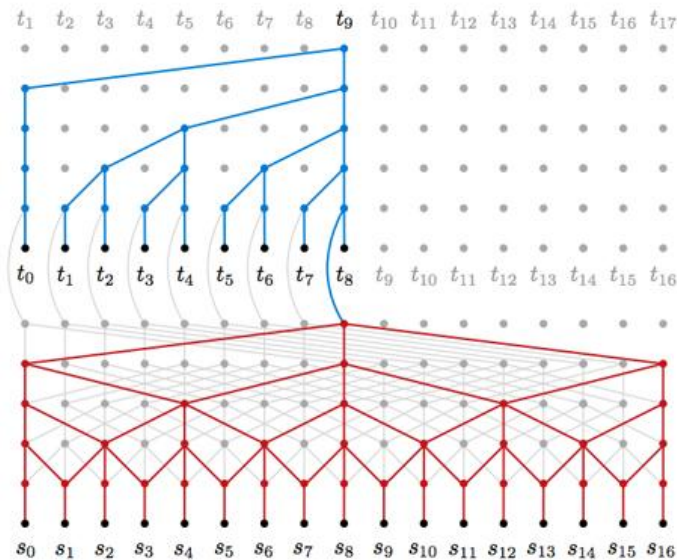 t₁ t₂ t₃ t₄ t₅ t₆ t₇ t₈ t₉ t₁₀ t₁₁ t₁₂ t₁₃ t₁₄ t₁₅ t₁₆ t₁₇
t₀ t₁ t₂ t₃ t₄ t₅ t₆ t₇ t₈ t₉ t₁₀ t₁₁ t₁₂ t₁₃ t₁₄ t₁₅ t₁₆
s₀ s₁ s₂ s₃ s₄ s₅ s₆ s₇ s₈ s₉ s₁₀ s₁₁ s₁₂ s₁₃ s₁₄ s₁₅ s₁₆